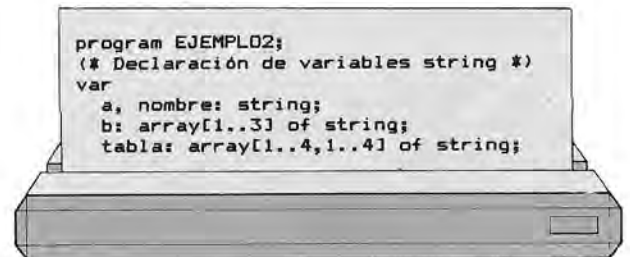 program EJEMPLO2;
(* Declaración de variables string *)
var
a, nombre: string;
b: array[1..3] of string;
tabla: array[1..4,1..4] of string;